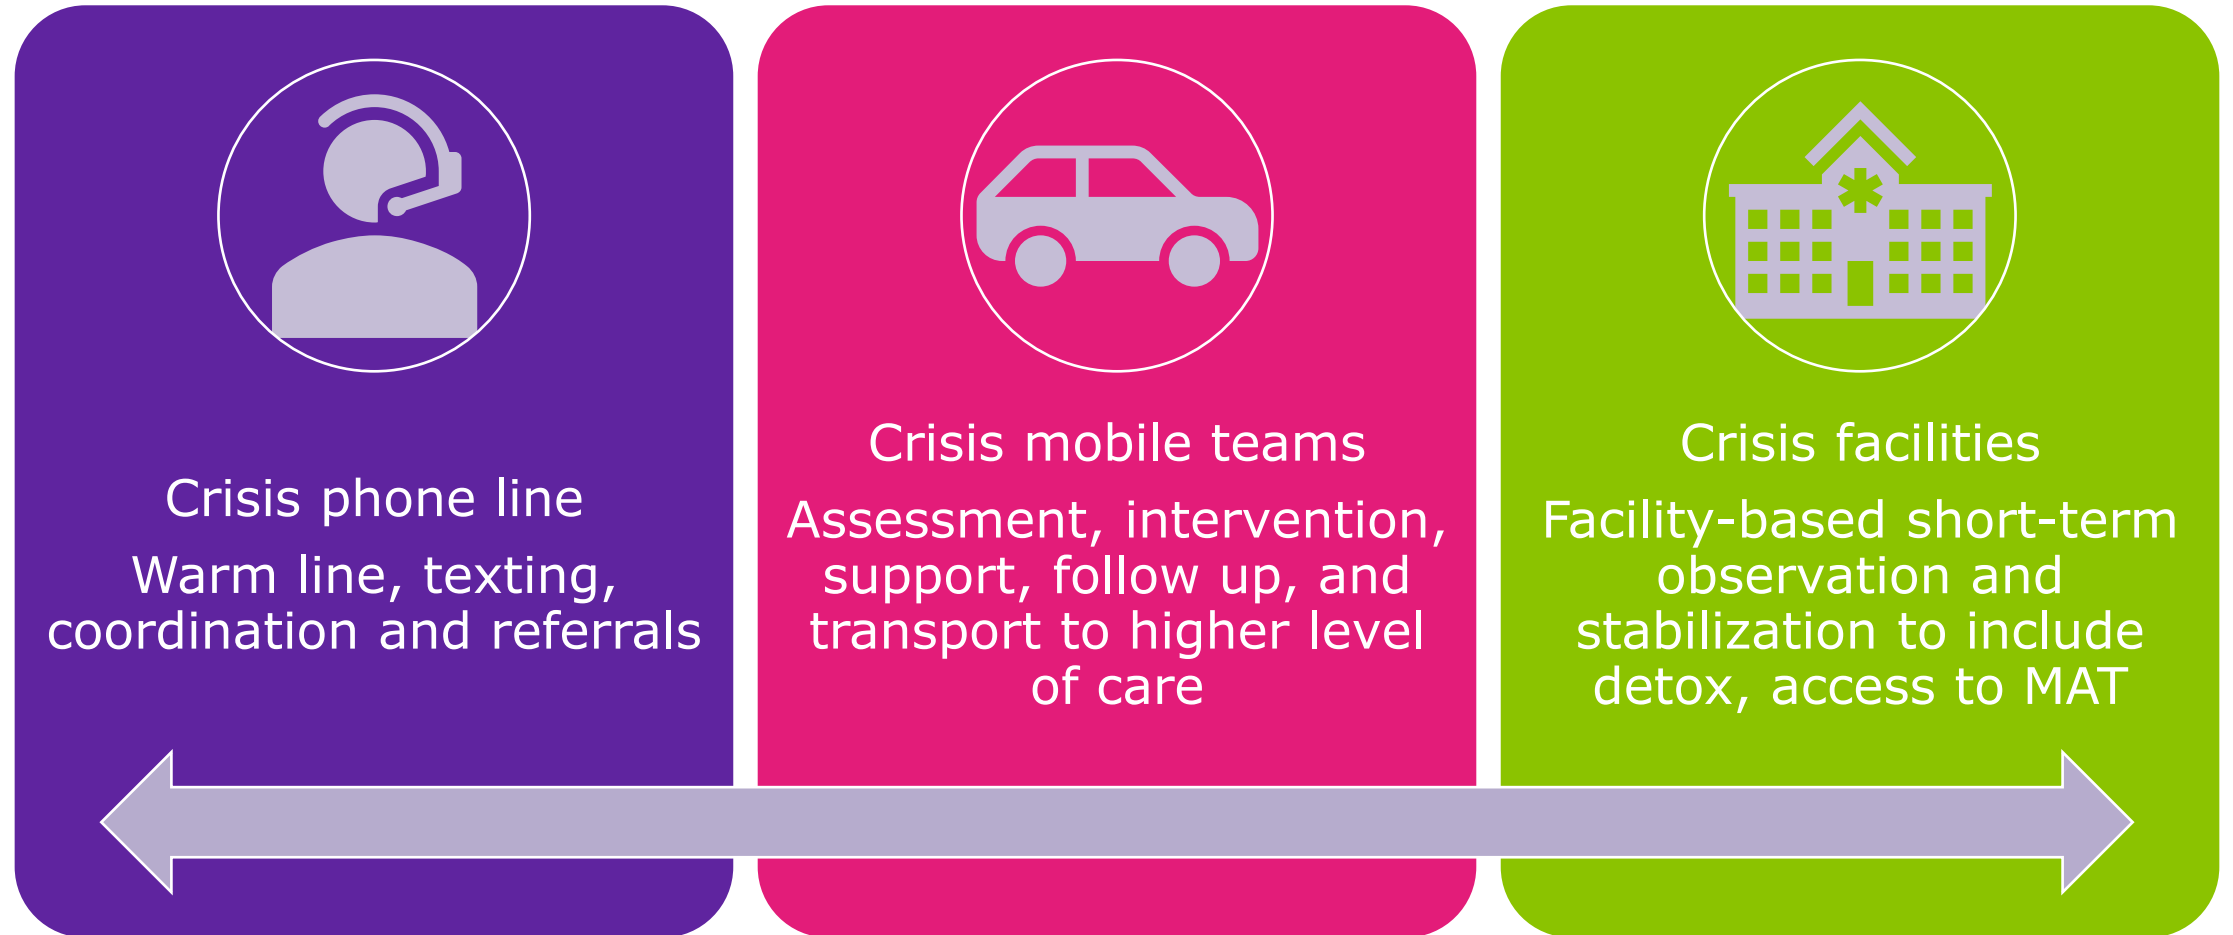 Crisis phone line
Warm line, texting,
coordination and referrals
Crisis mobile teams
Assessment, intervention,
support, follow up, and
transport to higher level
of care
Crisis facilities
Facility-based short-term
observation and
stabilization to include
detox, access to MAT